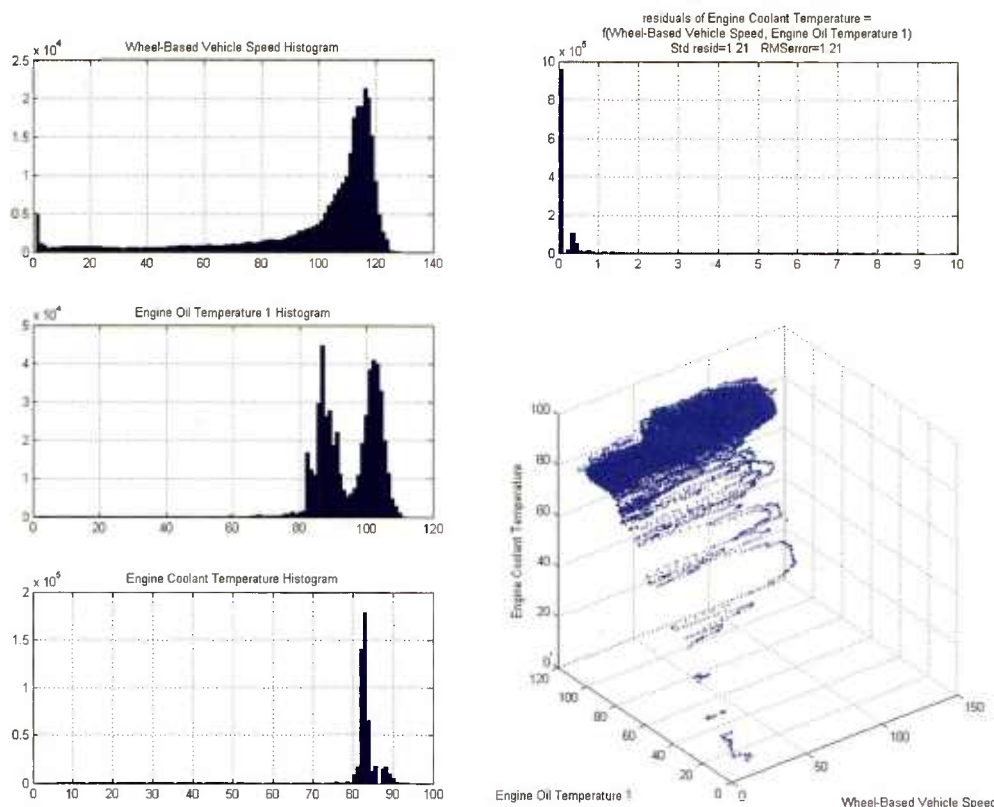 Wheel-Based Vehicle Speed Histogram
x 10^4
2.5
2
1.5
1
0.5
0
0 20 40 60 80 100 120 140
Engine Oil Temperature 1 Histogram
x 10^4
5
4
3
2
1
0
0 20 40 60 80 100 120
Engine Coolant Temperature Histogram
x 10^5
2
1.5
1
0.5
0
0 10 20 30 40 50 60 70 80 90 100
residuals of Engine Coolant Temperature =
f(Wheel-Based Vehicle Speed, Engine Oil Temperature 1)
Std resid=1.21 RMSerror=1.21
x 10^5
10
8
6
4
2
0
0 1 2 3 4 5 6 7 8 9 10
Engine Coolant Temperature
100
80
60
40
20
0
120
100
80
60
40
20
0
0
50
100
150
Engine Oil Temperature 1
Wheel-Based Vehicle Speed